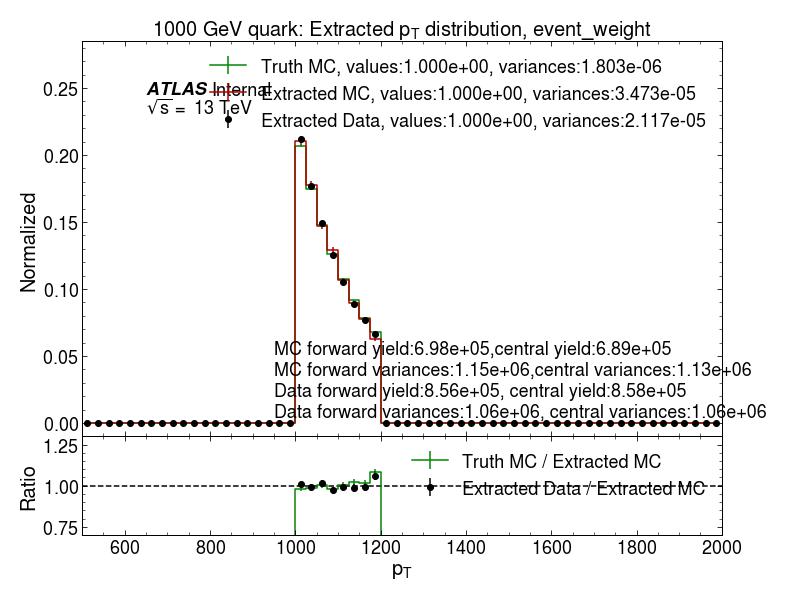 1000 GeV quark: Extracted pT distribution, event_weight
Truth MC, values:1.000e+00, variances:1.803e-06
ATLAS Internal
Extracted MC, values:1.000e+00, variances:3.473e-05
√s = 13 TeV
Extracted Data, values:1.000e+00, variances:2.117e-05
0.25
0.20
0.15
0.10
0.05
0.00
Normalized
MC forward yield:6.98e+05,central yield:6.89e+05
MC forward variances:1.15e+06,central variances:1.13e+06
Data forward yield:8.56e+05, central yield:8.58e+05
Data forward variances:1.06e+06, central variances:1.06e+06
1.25
1.00
0.75
Ratio
Truth MC / Extracted MC
Extracted Data / Extracted MC
600 800 1000 1200 1400 1600 1800 2000
pT